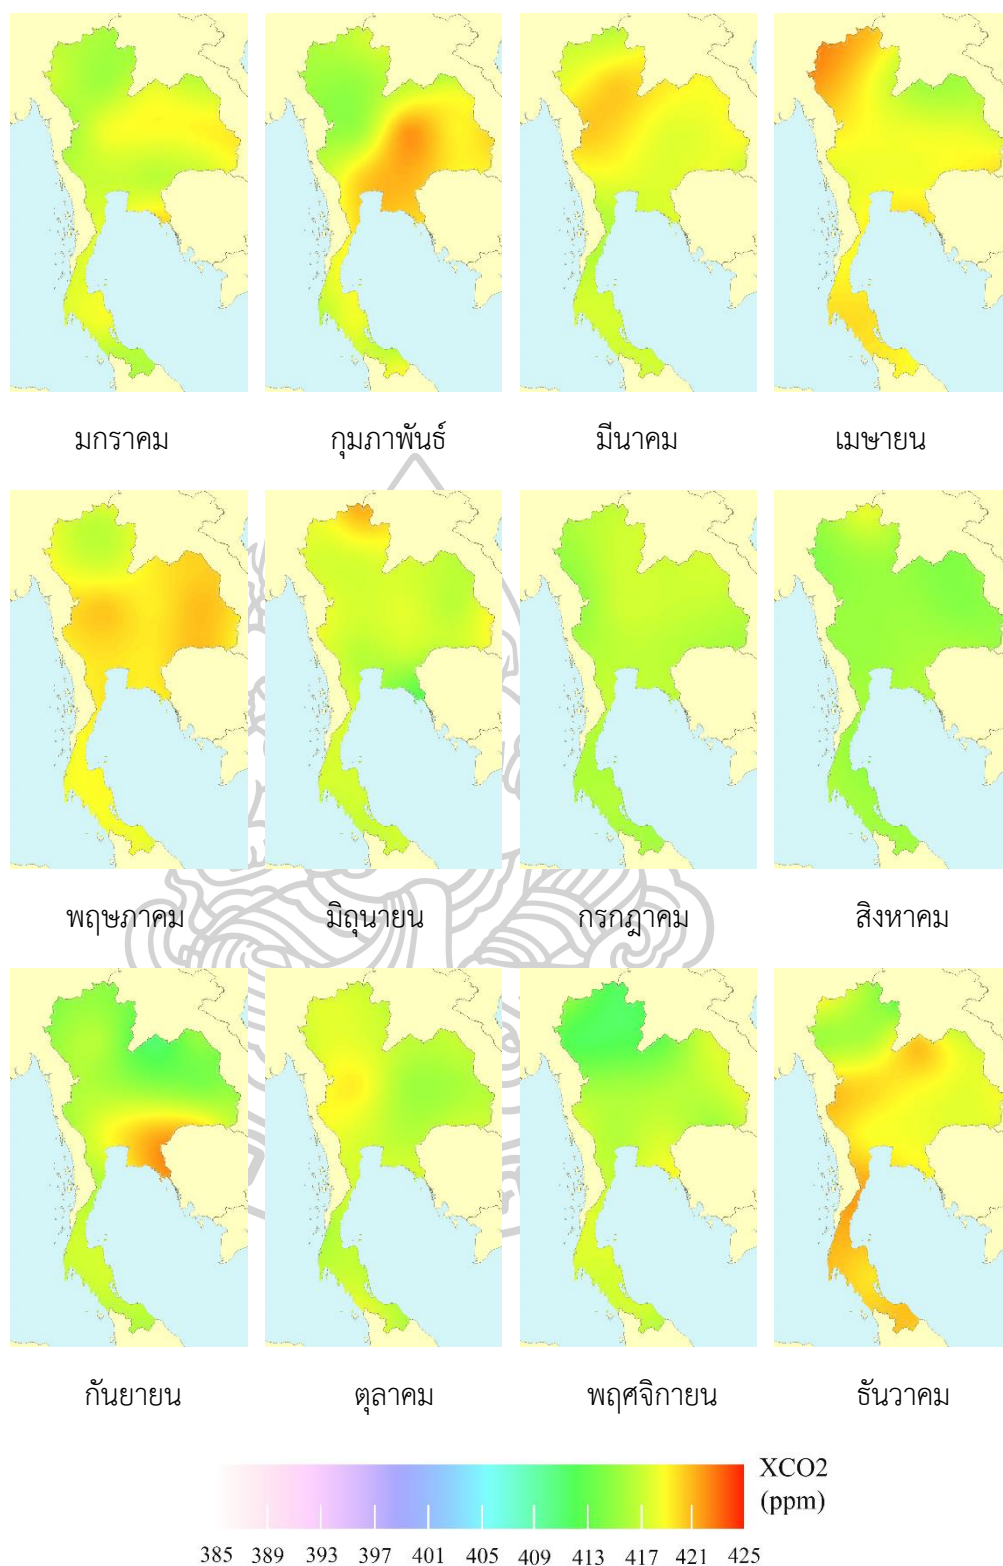 มกราคม กุมภาพันธ์ มีนาคม เมษายน
พฤษภาคม มิถุนายน กรกฎาคม สิงหาคม
กันยายน ตุลาคม พฤศจิกายน ธันวาคม
XCO2
(ppm)
385 389 393 397 401 405 409 413 417 421 425